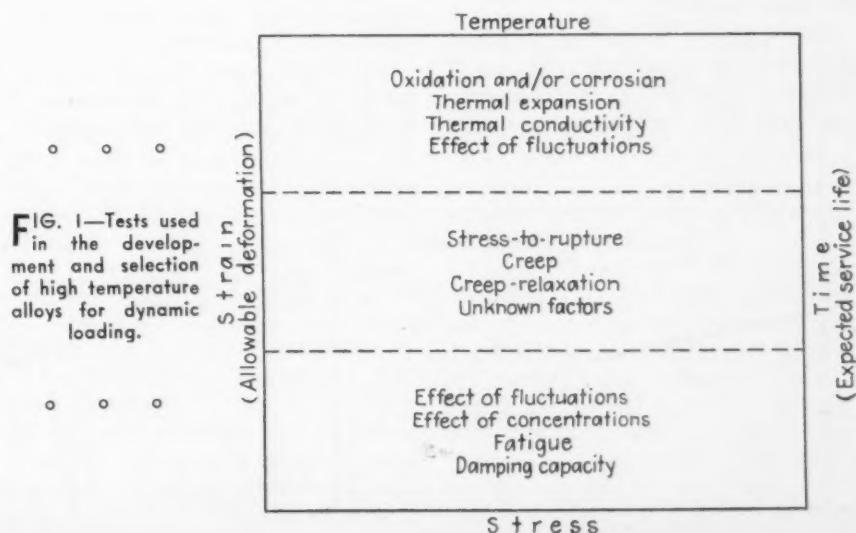 Temperature
Oxidation and/or corrosion
Thermal expansion
Thermal conductivity
Effect of fluctuations
FIG. 1—Tests used
in the develop-
ment and selection
of high temperature
alloys for dynamic
loading.
Strain
(Allowable deformation)
Stress-to-rupture
Creep
Creep-relaxation
Unknown factors
Time
(Expected service life)
Effect of fluctuations
Effect of concentrations
Fatigue
Damping capacity
Stress